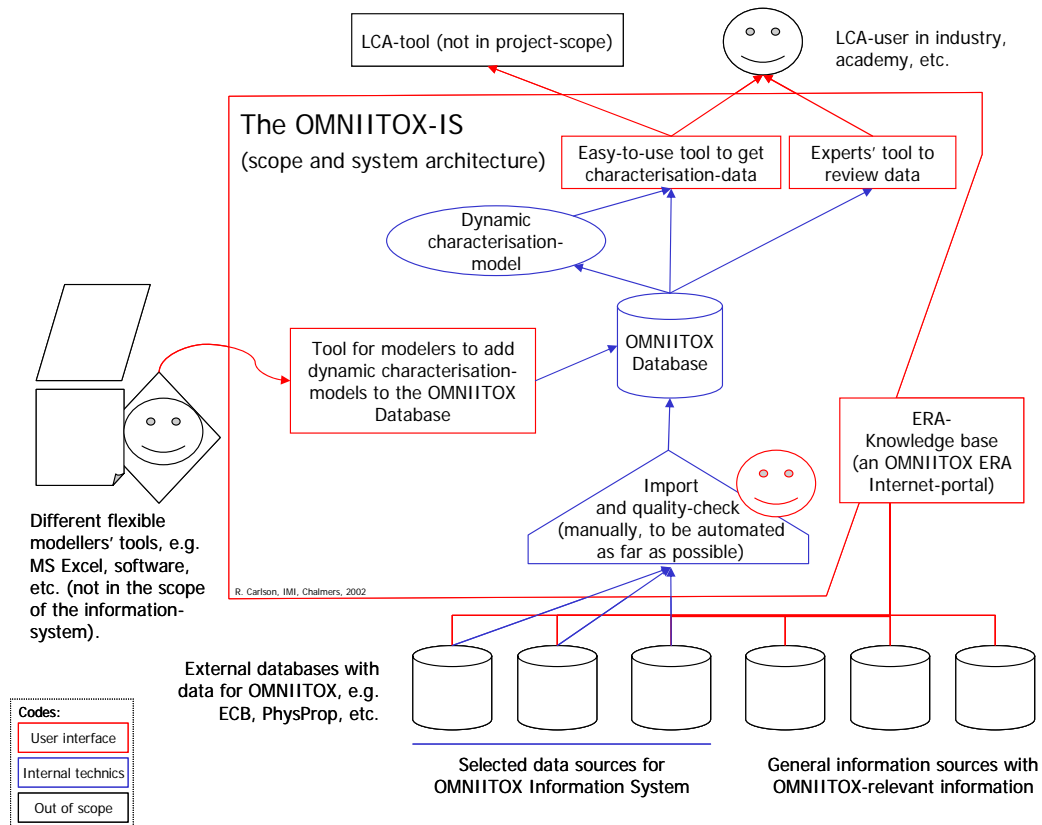 LCA-tool (not in project-scope)
LCA-user in industry,
academy, etc.
The OMNIITOX-IS
(scope and system architecture)
Easy-to-use tool to get
characterisation-data
Experts' tool to
review data
Dynamic
characterisation-
model
OMNIITOX
Database
Tool for modelers to add
dynamic characterisation-
models to the OMNIITOX
Database
ERA-
Knowledge base
(an OMNIITOX ERA
Internet-portal)
Import
and quality-check
(manually, to be automated
as far as possible)
Different flexible
modellers' tools, e.g.
MS Excel, software,
etc. (not in the scope
of the information-
system).
R. Carlson, IMI, Chalmers, 2002
External databases with
data for OMNIITOX, e.g.
ECB, PhysProp, etc.
Selected data sources for
OMNIITOX Information System
General information sources with
OMNIITOX-relevant information
Codes:
User interface
Internal technics
Out of scope